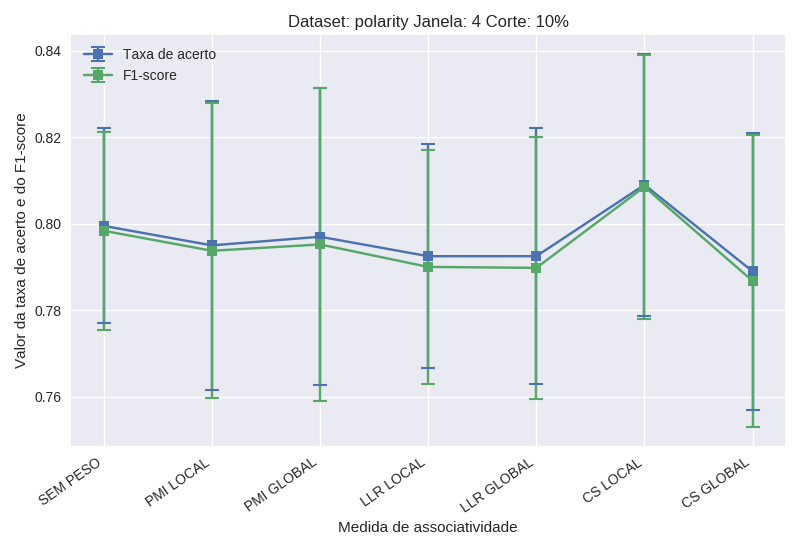 Dataset: polarity Janela: 4 Corte: 10%
Taxa de acerto
F1-score
Valor da taxa de acerto e do F1-score
0.84
0.82
0.80
0.78
0.76
SEM PESO
PMI LOCAL
PMI GLOBAL
LLR LOCAL
LLR GLOBAL
CS LOCAL
CS GLOBAL
Medida de associatividade